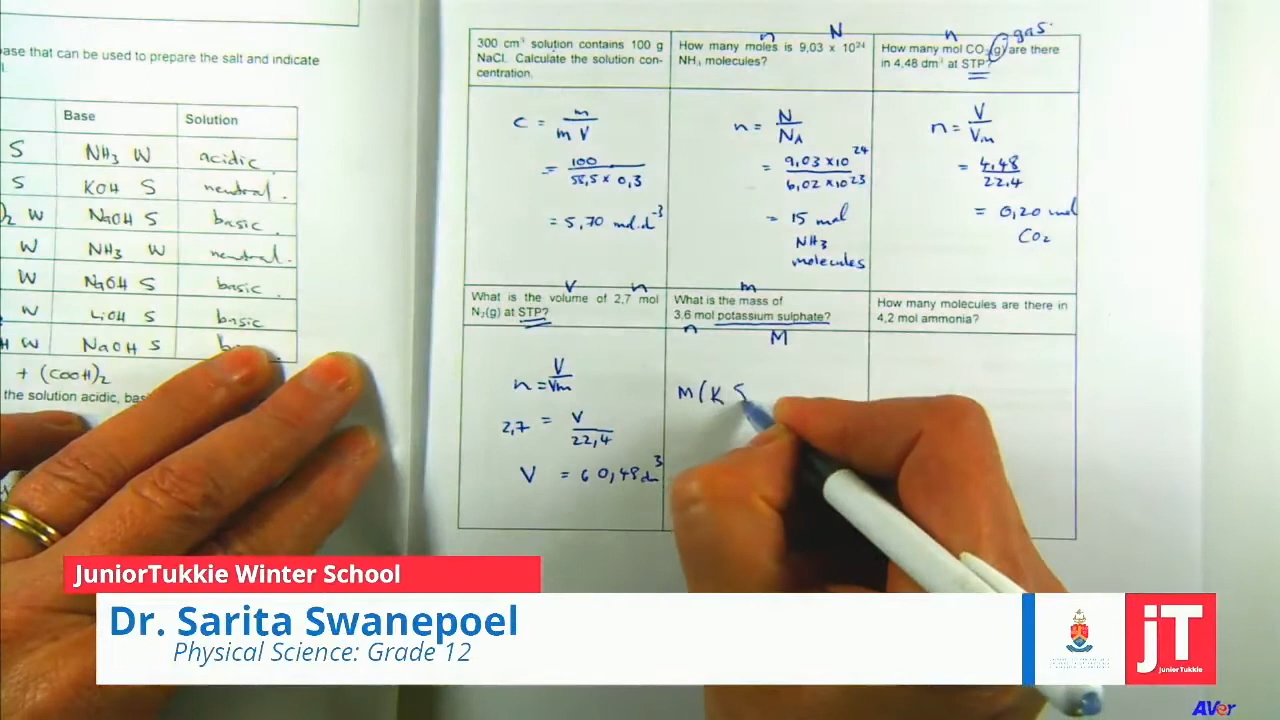 ase that can be used to prepare the salt and indicate
l.
Base Solution
S NH₃ W acidic
S KOH S neutral.
)₂ W NaOH S basic
W NH₃ W neutral.
W NaOH S basic
W LiOH S basic
H W NaOH S b
+ (COOH)₂
the solution acidic, bas
300 cm³ solution contains 100 g
NaCl. Calculate the solution con-
centration.
c = m / m V
= 100 / 58,5 × 0,3
= 5,70 mol.d⁻³
n N
How many moles is 9,03 x 10²⁴
NH₃ molecules?
n = N / N_A
= 9,03 ×10²⁴ / 6,02 ×10²³
= 15 mol
NH₃
molecules
n gas
How many mol CO₂(g) are there
in 4,48 dm³ at STP?
n = V / Vm
= 4,48 / 22,4
= 0,20 mol
CO₂
V n
What is the volume of 2,7 mol
N₂(g) at STP?
n = V / Vm
2,7 = V / 22,4
V = 60,48 dm³
m
What is the mass of
3,6 mol potassium sulphate?
n M
M(K S
How many molecules are there in
4,2 mol ammonia?
JuniorTukkie Winter School
Dr. Sarita Swanepoel
Physical Science: Grade 12
jT
Junior Tukkie
AVer